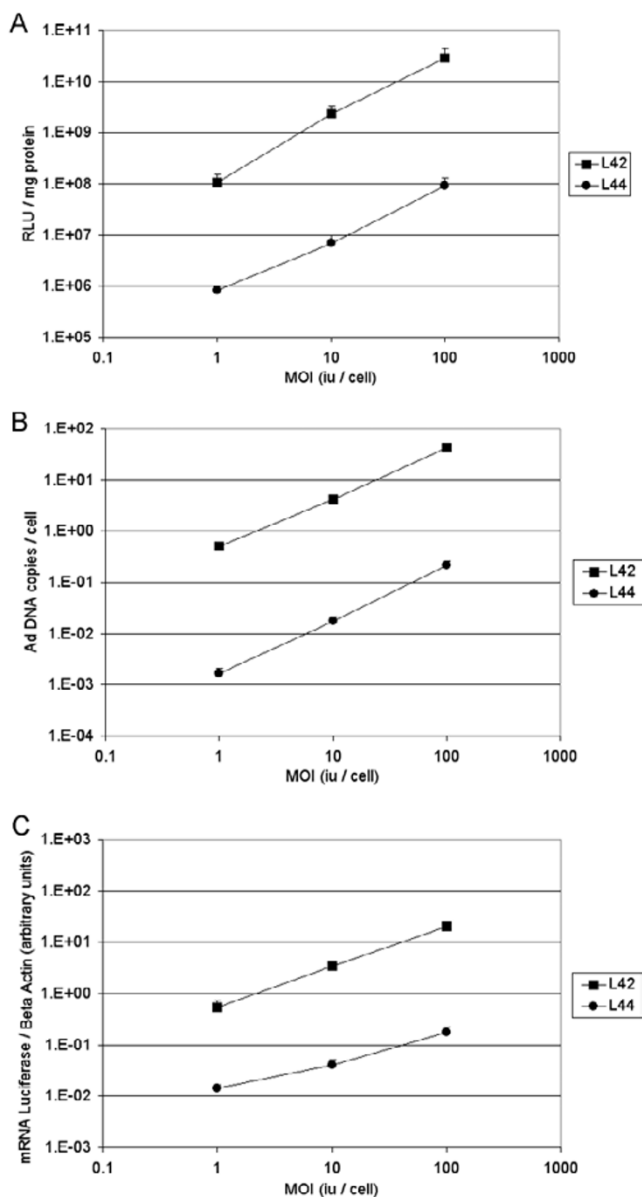 A
1.E+11
1.E+10
1.E+09
1.E+08
1.E+07
1.E+06
1.E+05
RLU / mg protein
0.1 1 10 100 1000
MOI (iu / cell)
L42
L44
B
1.E+02
1.E+01
1.E+00
1.E-01
1.E-02
1.E-03
1.E-04
Ad DNA copies / cell
0.1 1 10 100 1000
MOI (iu / cell)
L42
L44
C
1.E+03
1.E+02
1.E+01
1.E+00
1.E-01
1.E-02
1.E-03
mRNA Luciferase / Beta Actin (arbitrary units)
0.1 1 10 100 1000
MOI (iu / cell)
L42
L44